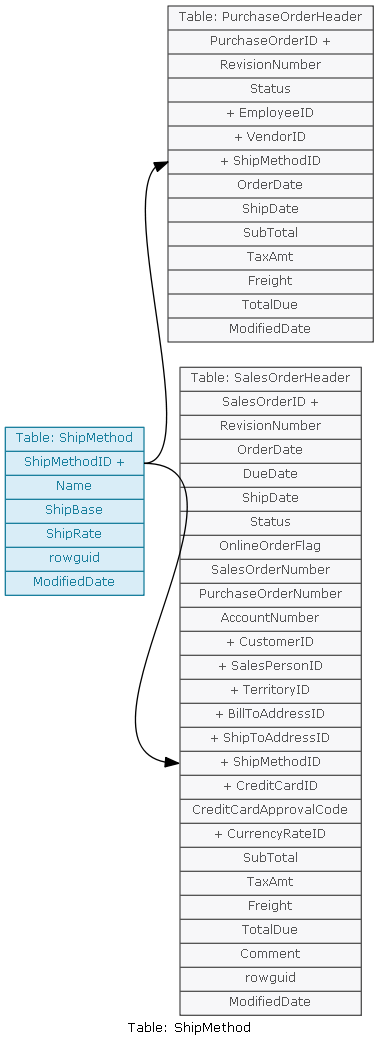 Table: PurchaseOrderHeader
PurchaseOrderID +
RevisionNumber
Status
+ EmployeeID
+ VendorID
+ ShipMethodID
OrderDate
ShipDate
SubTotal
TaxAmt
Freight
TotalDue
ModifiedDate
Table: ShipMethod
ShipMethodID +
Name
ShipBase
ShipRate
rowguid
ModifiedDate
Table: SalesOrderHeader
SalesOrderID +
RevisionNumber
OrderDate
DueDate
ShipDate
Status
OnlineOrderFlag
SalesOrderNumber
PurchaseOrderNumber
AccountNumber
+ CustomerID
+ SalesPersonID
+ TerritoryID
+ BillToAddressID
+ ShipToAddressID
+ ShipMethodID
+ CreditCardID
CreditCardApprovalCode
+ CurrencyRateID
SubTotal
TaxAmt
Freight
TotalDue
Comment
rowguid
ModifiedDate
Table: ShipMethod